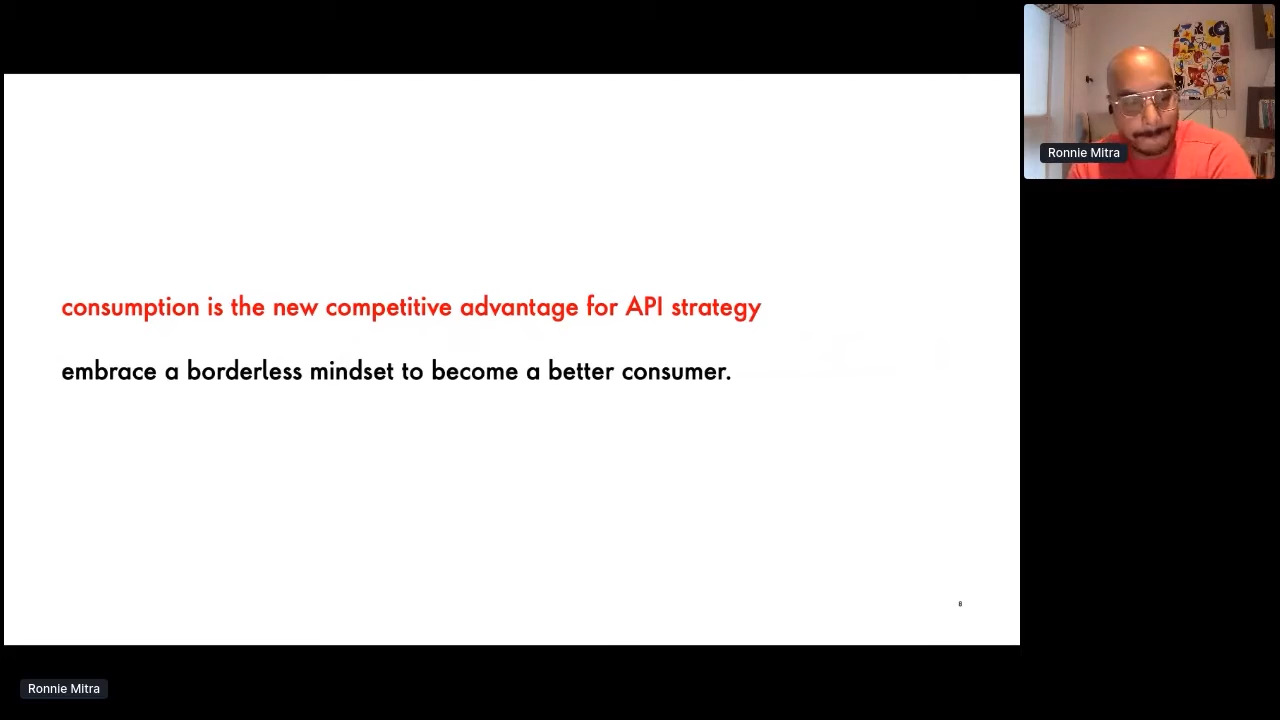 Ronnie Mitra
consumption is the new competitive advantage for API strategy
embrace a borderless mindset to become a better consumer.
8
Ronnie Mitra